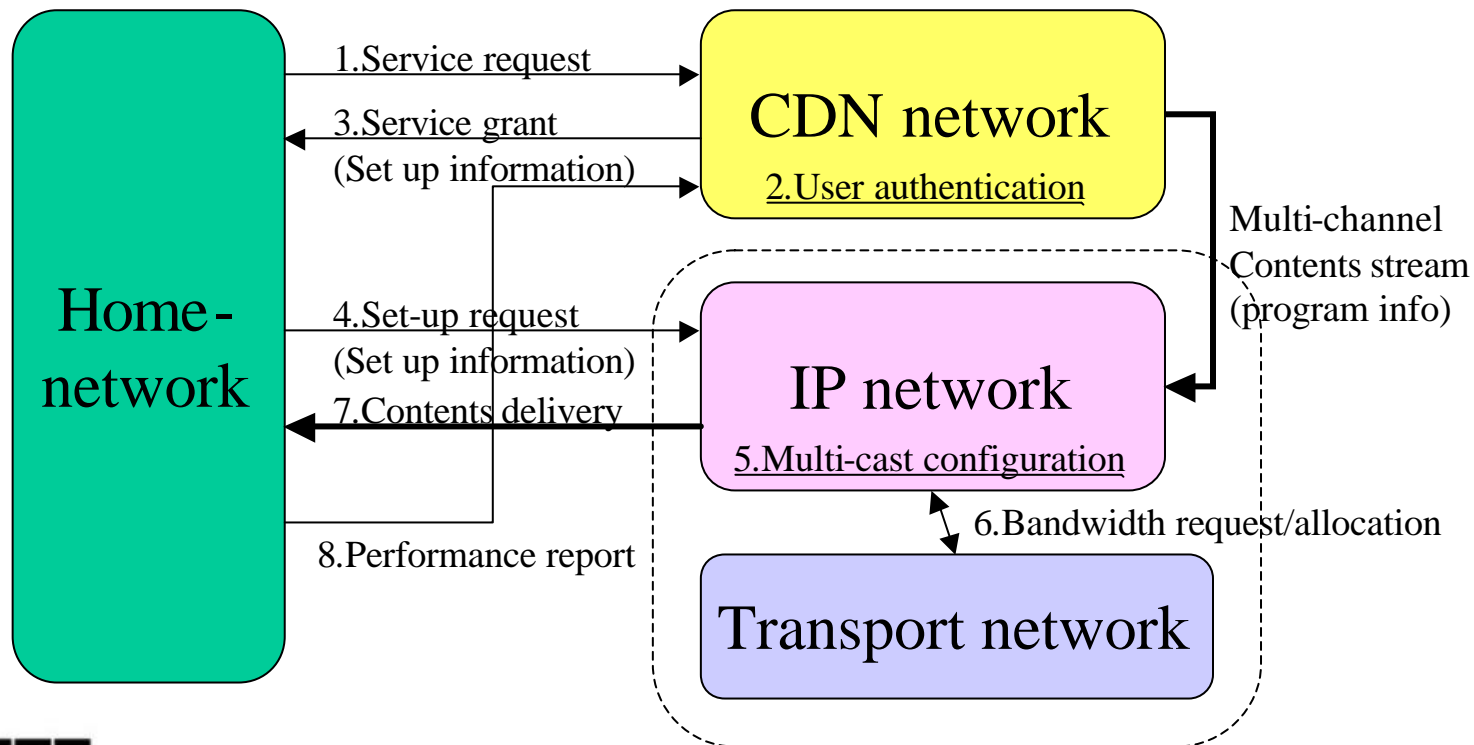 1.Service request
3.Service grant
(Set up information)
CDN network
2.User authentication
Multi-channel
Contents stream
(program info)
Home-
network
4.Set-up request
(Set up information)
7.Contents delivery
IP network
5.Multi-cast configuration
6.Bandwidth request/allocation
8.Performance report
Transport network